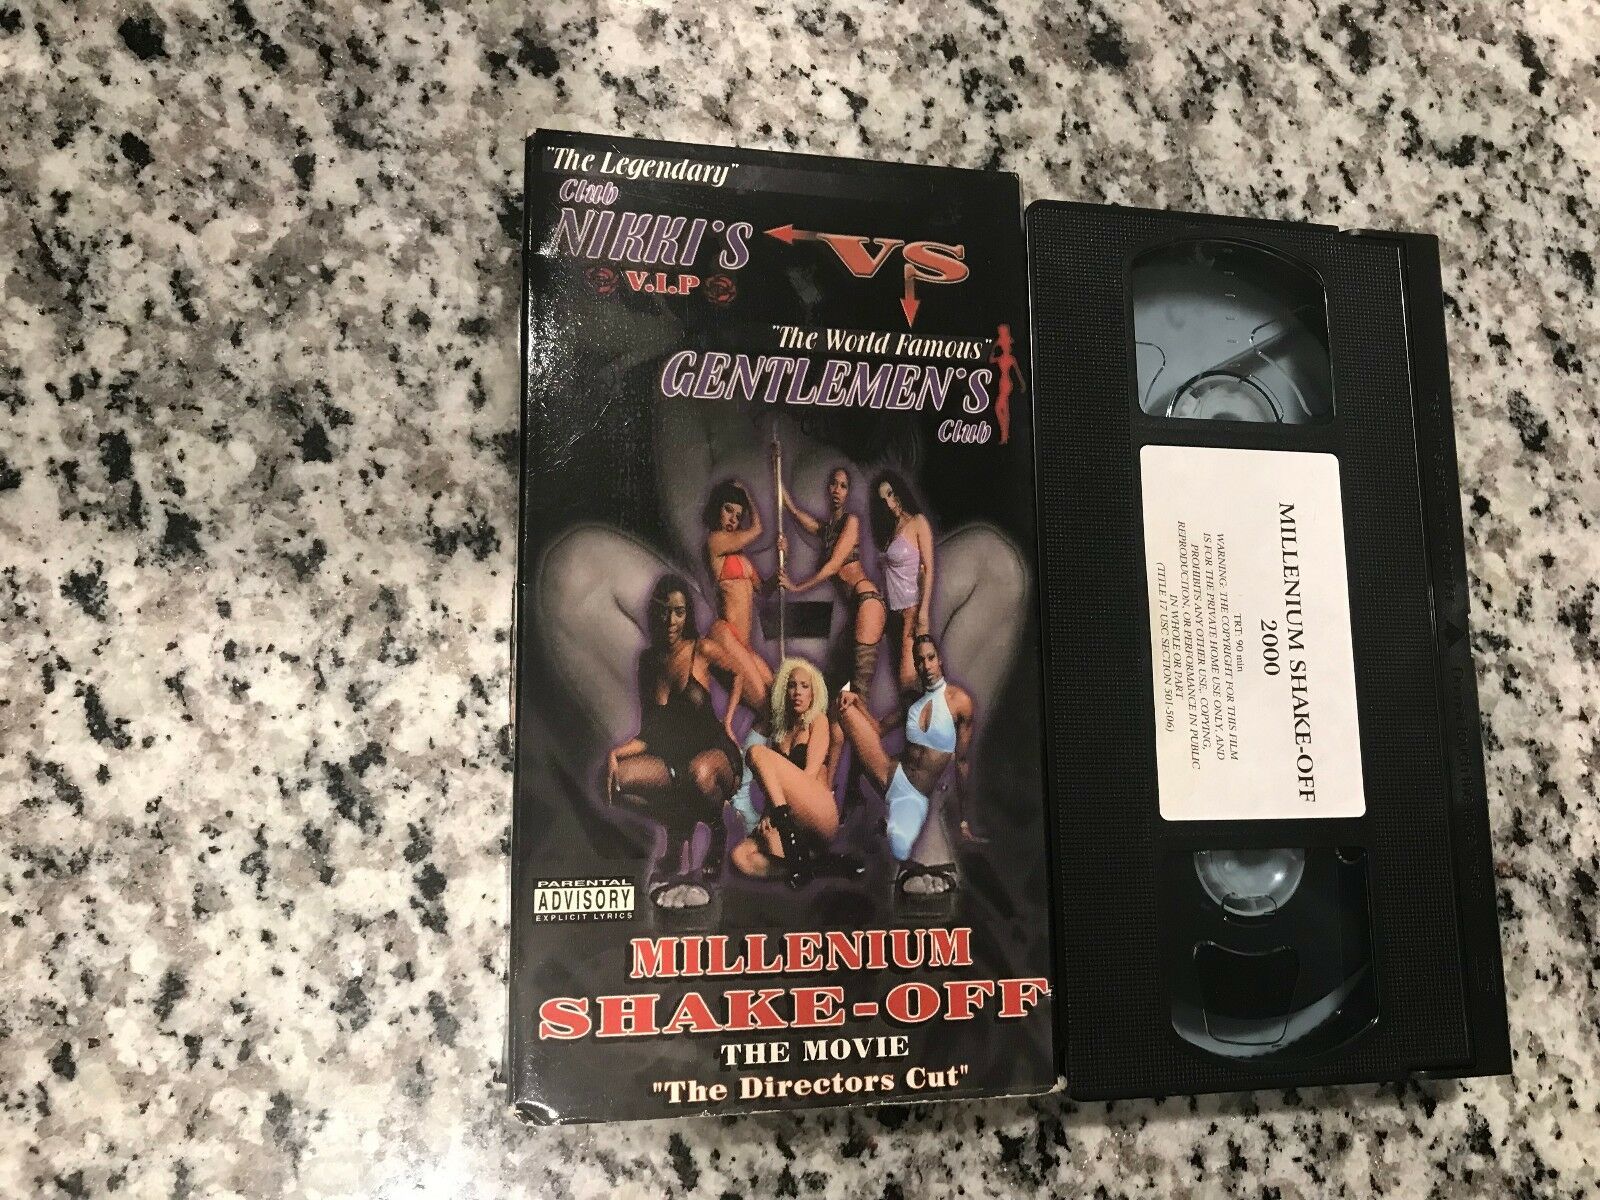 "The Legendary"
Club
NIKKI'S
V.I.P
VS
"The World Famous"
GENTLEMEN'S
Club
PARENTAL
ADVISORY
EXPLICIT LYRICS
MILLENIUM
SHAKE-OFF
THE MOVIE
"The Directors Cut"
MILLENIUM SHAKE-OFF
2000
TRT: 90 min
WARNING: THE COPYRIGHT FOR THIS FILM
IS FOR THE PRIVATE HOME USE ONLY, AND
PROHIBITS ANY OTHER USE, COPYING,
REPRODUCTION, OR PERFORMANCE IN PUBLIC
IN WHOLE OR PART
(TITLE 17 USC SECTION 501-506)